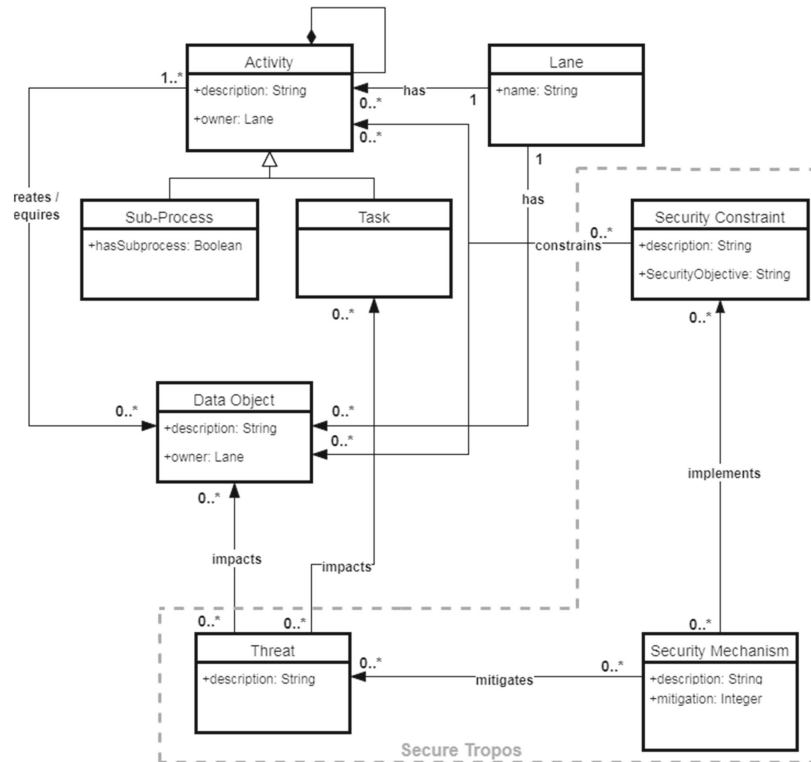 Activity
+description: String
+owner: Lane
Lane
+name: String
1..*
has
0..*
1
0..*
1
reates /
equires
has
Sub-Process
+hasSubprocess: Boolean
Task
Security Constraint
+description: String
+SecurityObjective: String
0..*
constrains
0..*
0..*
Data Object
+description: String
+owner: Lane
0..*
0..*
0..*
0..*
implements
impacts
impacts
0..*
0..*
0..*
Threat
+description: String
0..*
0..*
mitigates
Security Mechanism
+description: String
+mitigation: Integer
Secure Tropos